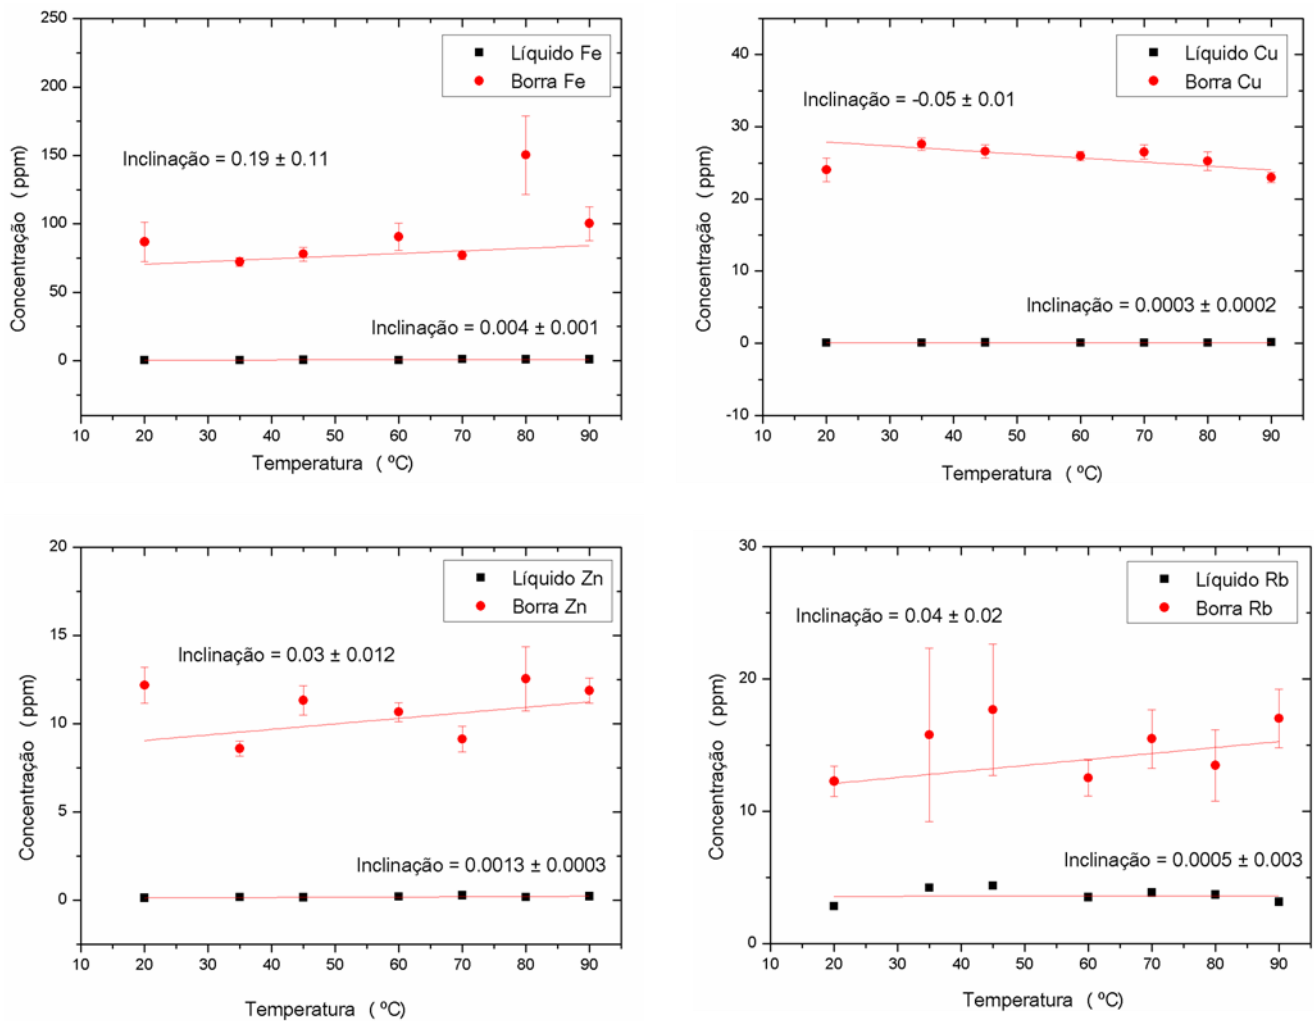 250
200
150
100
50
0
Concentração ( ppm)
Líquido Fe
Borra Fe
Inclinação = 0.19 ± 0.11
Inclinação = 0.004 ± 0.001
10 20 30 40 50 60 70 80 90
Temperatura ( ºC)
40
30
20
10
0
-10
Concentração ( ppm)
Líquido Cu
Borra Cu
Inclinação = -0.05 ± 0.01
Inclinação = 0.0003 ± 0.0002
10 20 30 40 50 60 70 80 90
Temperatura ( ºC)
20
15
10
5
0
Concentração ( ppm)
Líquido Zn
Borra Zn
Inclinação = 0.03 ± 0.012
Inclinação = 0.0013 ± 0.0003
10 20 30 40 50 60 70 80 90
Temperatura ( ºC)
30
20
10
0
Concentração ( ppm)
Líquido Rb
Borra Rb
Inclinação = 0.04 ± 0.02
Inclinação = 0.0005 ± 0.003
10 20 30 40 50 60 70 80 90
Temperatura ( ºC)